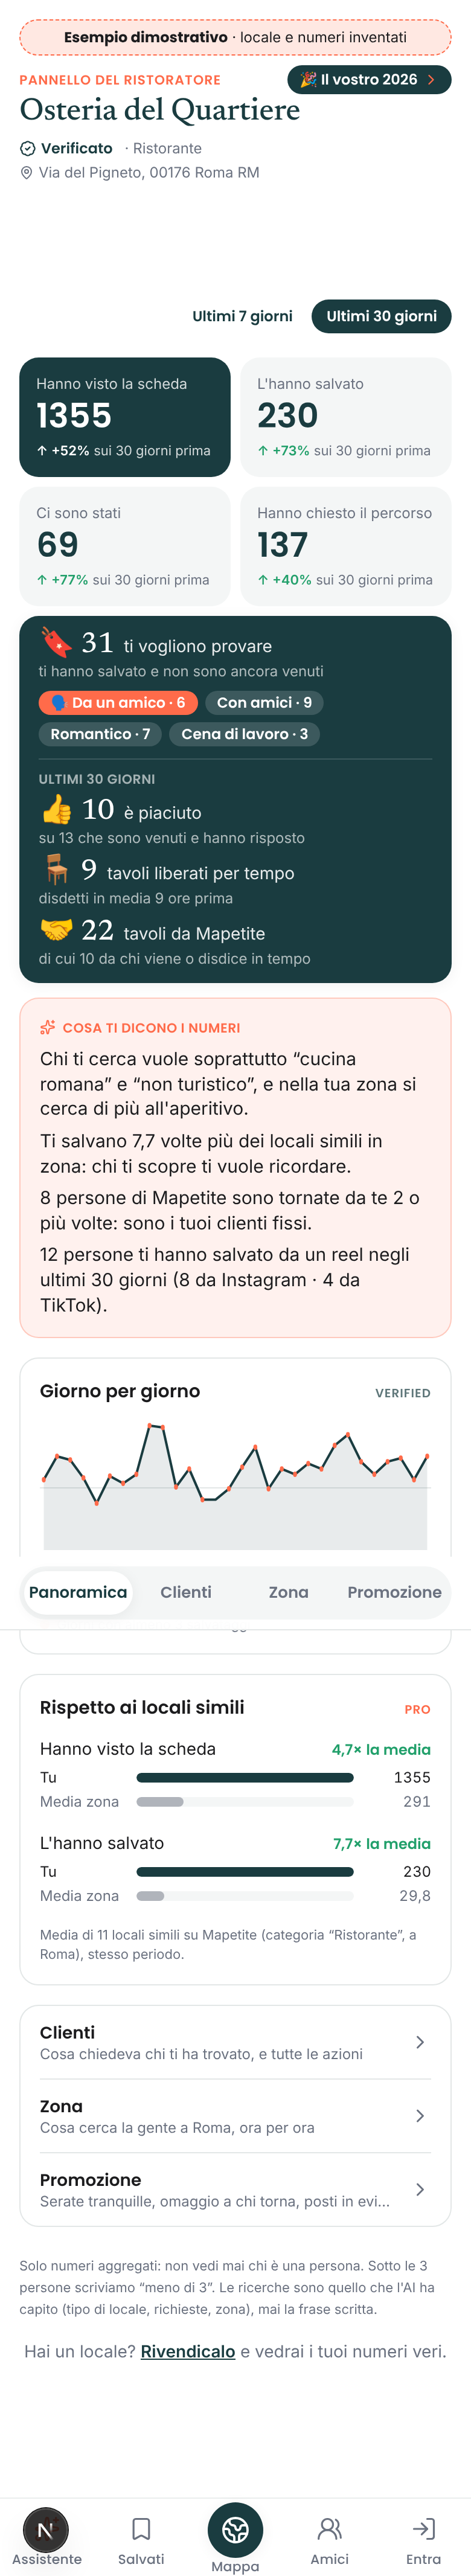 Esempio dimostrativo · locale e numeri inventati
PANNELLO DEL RISTORATORE
🎉 Il vostro 2026
Osteria del Quartiere
Verificato · Ristorante
Via del Pigneto, 00176 Roma RM
Ultimi 7 giorni
Ultimi 30 giorni
Hanno visto la scheda
1355
↑ +52% sui 30 giorni prima
L'hanno salvato
230
↑ +73% sui 30 giorni prima
Ci sono stati
69
↑ +77% sui 30 giorni prima
Hanno chiesto il percorso
137
↑ +40% sui 30 giorni prima
🔖 31 ti vogliono provare
ti hanno salvato e non sono ancora venuti
🗣️ Da un amico · 6
Con amici · 9
Romantico · 7
Cena di lavoro · 3
ULTIMI 30 GIORNI
👍 10 è piaciuto
su 13 che sono venuti e hanno risposto
🪑 9 tavoli liberati per tempo
disdetti in media 9 ore prima
🤝 22 tavoli da Mapetite
di cui 10 da chi viene o disdice in tempo
COSA TI DICONO I NUMERI
Chi ti cerca vuole soprattutto “cucina
romana” e “non turistico”, e nella tua zona si
cerca di più all'aperitivo.
Ti salvano 7,7 volte più dei locali simili in
zona: chi ti scopre ti vuole ricordare.
8 persone di Mapetite sono tornate da te 2 o
più volte: sono i tuoi clienti fissi.
12 persone ti hanno salvato da un reel negli
ultimi 30 giorni (8 da Instagram · 4 da
TikTok).
Giorno per giorno
VERIFIED
Panoramica
Clienti
Zona
Promozione
Rispetto ai locali simili
PRO
Hanno visto la scheda
4,7× la media
Tu 1355
Media zona 291
L'hanno salvato
7,7× la media
Tu 230
Media zona 29,8
Media di 11 locali simili su Mapetite (categoria “Ristorante”, a
Roma), stesso periodo.
Clienti
Cosa chiedeva chi ti ha trovato, e tutte le azioni
Zona
Cosa cerca la gente a Roma, ora per ora
Promozione
Serate tranquille, omaggio a chi torna, posti in evi...
Solo numeri aggregati: non vedi mai chi è una persona. Sotto le 3
persone scriviamo “meno di 3”. Le ricerche sono quello che l'AI ha
capito (tipo di locale, richieste, zona), mai la frase scritta.
Hai un locale? Rivendicalo e vedrai i tuoi numeri veri.
N
Assistente
Salvati
Mappa
Amici
Entra